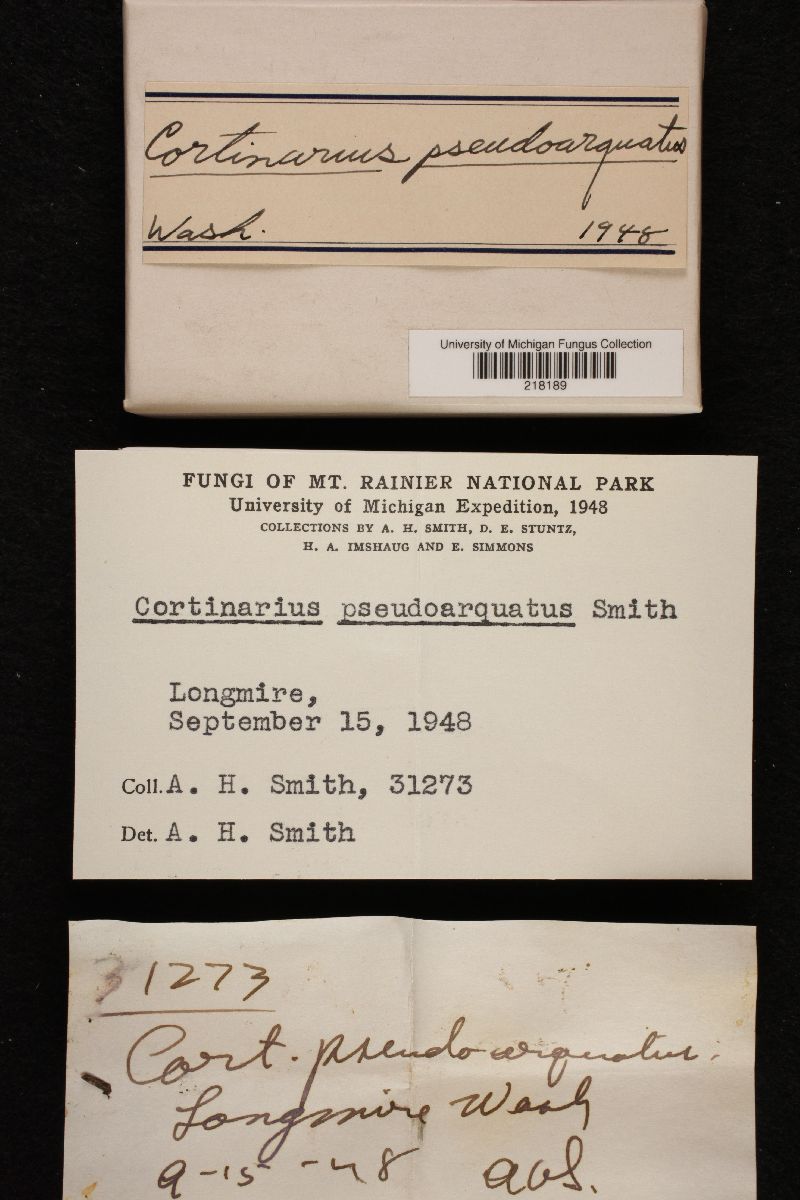 Cortinarius pseudoarquatus
Wash. 1948
University of Michigan Fungus Collection
218189
FUNGI OF MT. RAINIER NATIONAL PARK
University of Michigan Expedition, 1948
COLLECTIONS BY A. H. SMITH, D. E. STUNTZ,
H. A. IMSHAUG AND E. SIMMONS
Cortinarius pseudoarquatus Smith
Longmire,
September 15, 1948
Coll. A. H. Smith, 31273
Det. A. H. Smith
31273
Cort. pseudoarquatus.
Longmire Wash
9-15-48 AHS.